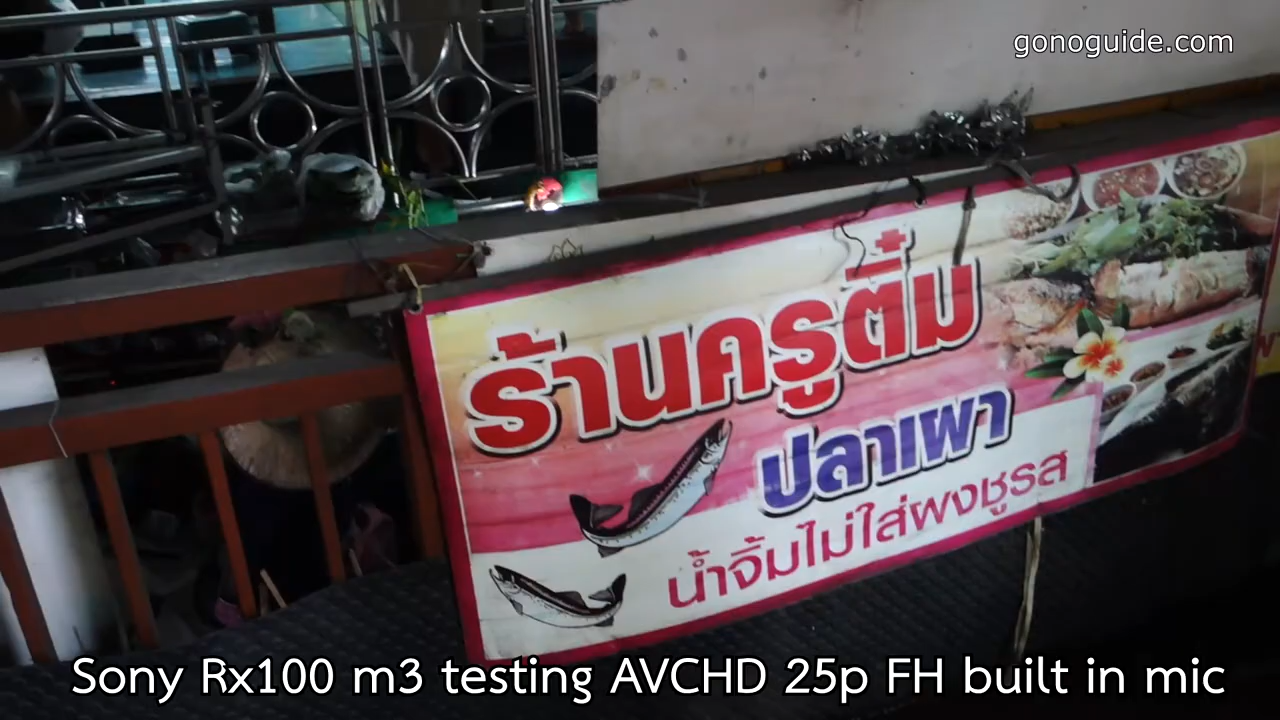 gonoguide.com
ร้านครูติ๋ม
ปลาเผา
น้ำจิ้มไม่ใส่ผงชูรส
Sony Rx100 m3 testing AVCHD 25p FH built in mic